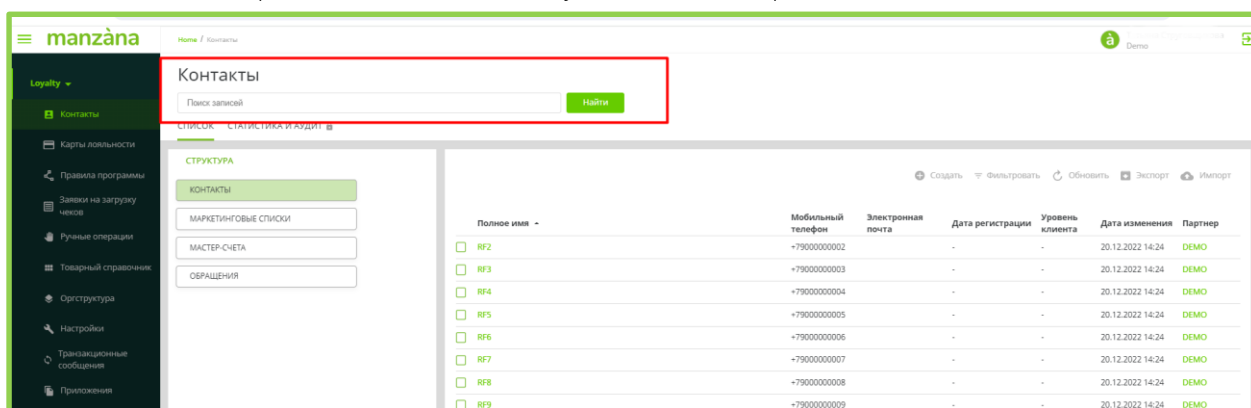 manzàna
Home / Контакты
à
Demo
Loyalty
Контакты
Карты лояльности
Правила программы
Заявки на загрузку
чеков
Ручные операции
Товарный справочник
Оргструктура
Настройки
Транзакционные
сообщения
Приложения
Контакты
Поиск записей
Найти
СПИСОК СТАТИСТИКА И АУДИТ
СТРУКТУРА
КОНТАКТЫ
МАРКЕТИНГОВЫЕ СПИСКИ
МАСТЕР-СЧЕТА
ОБРАЩЕНИЯ
Создать Фильтровать Обновить Экспорт Импорт
Полное имя Мобильный телефон Электронная почта Дата регистрации Уровень клиента Дата изменения Партнер
RF2 +79000000002 - - 20.12.2022 14:24 DEMO
RF3 +79000000003 - - 20.12.2022 14:24 DEMO
RF4 +79000000004 - - 20.12.2022 14:24 DEMO
RF5 +79000000005 - - 20.12.2022 14:24 DEMO
RF6 +79000000006 - - 20.12.2022 14:24 DEMO
RF7 +79000000007 - - 20.12.2022 14:24 DEMO
RF8 +79000000008 - - 20.12.2022 14:24 DEMO
RF9 +79000000009 - - 20.12.2022 14:24 DEMO